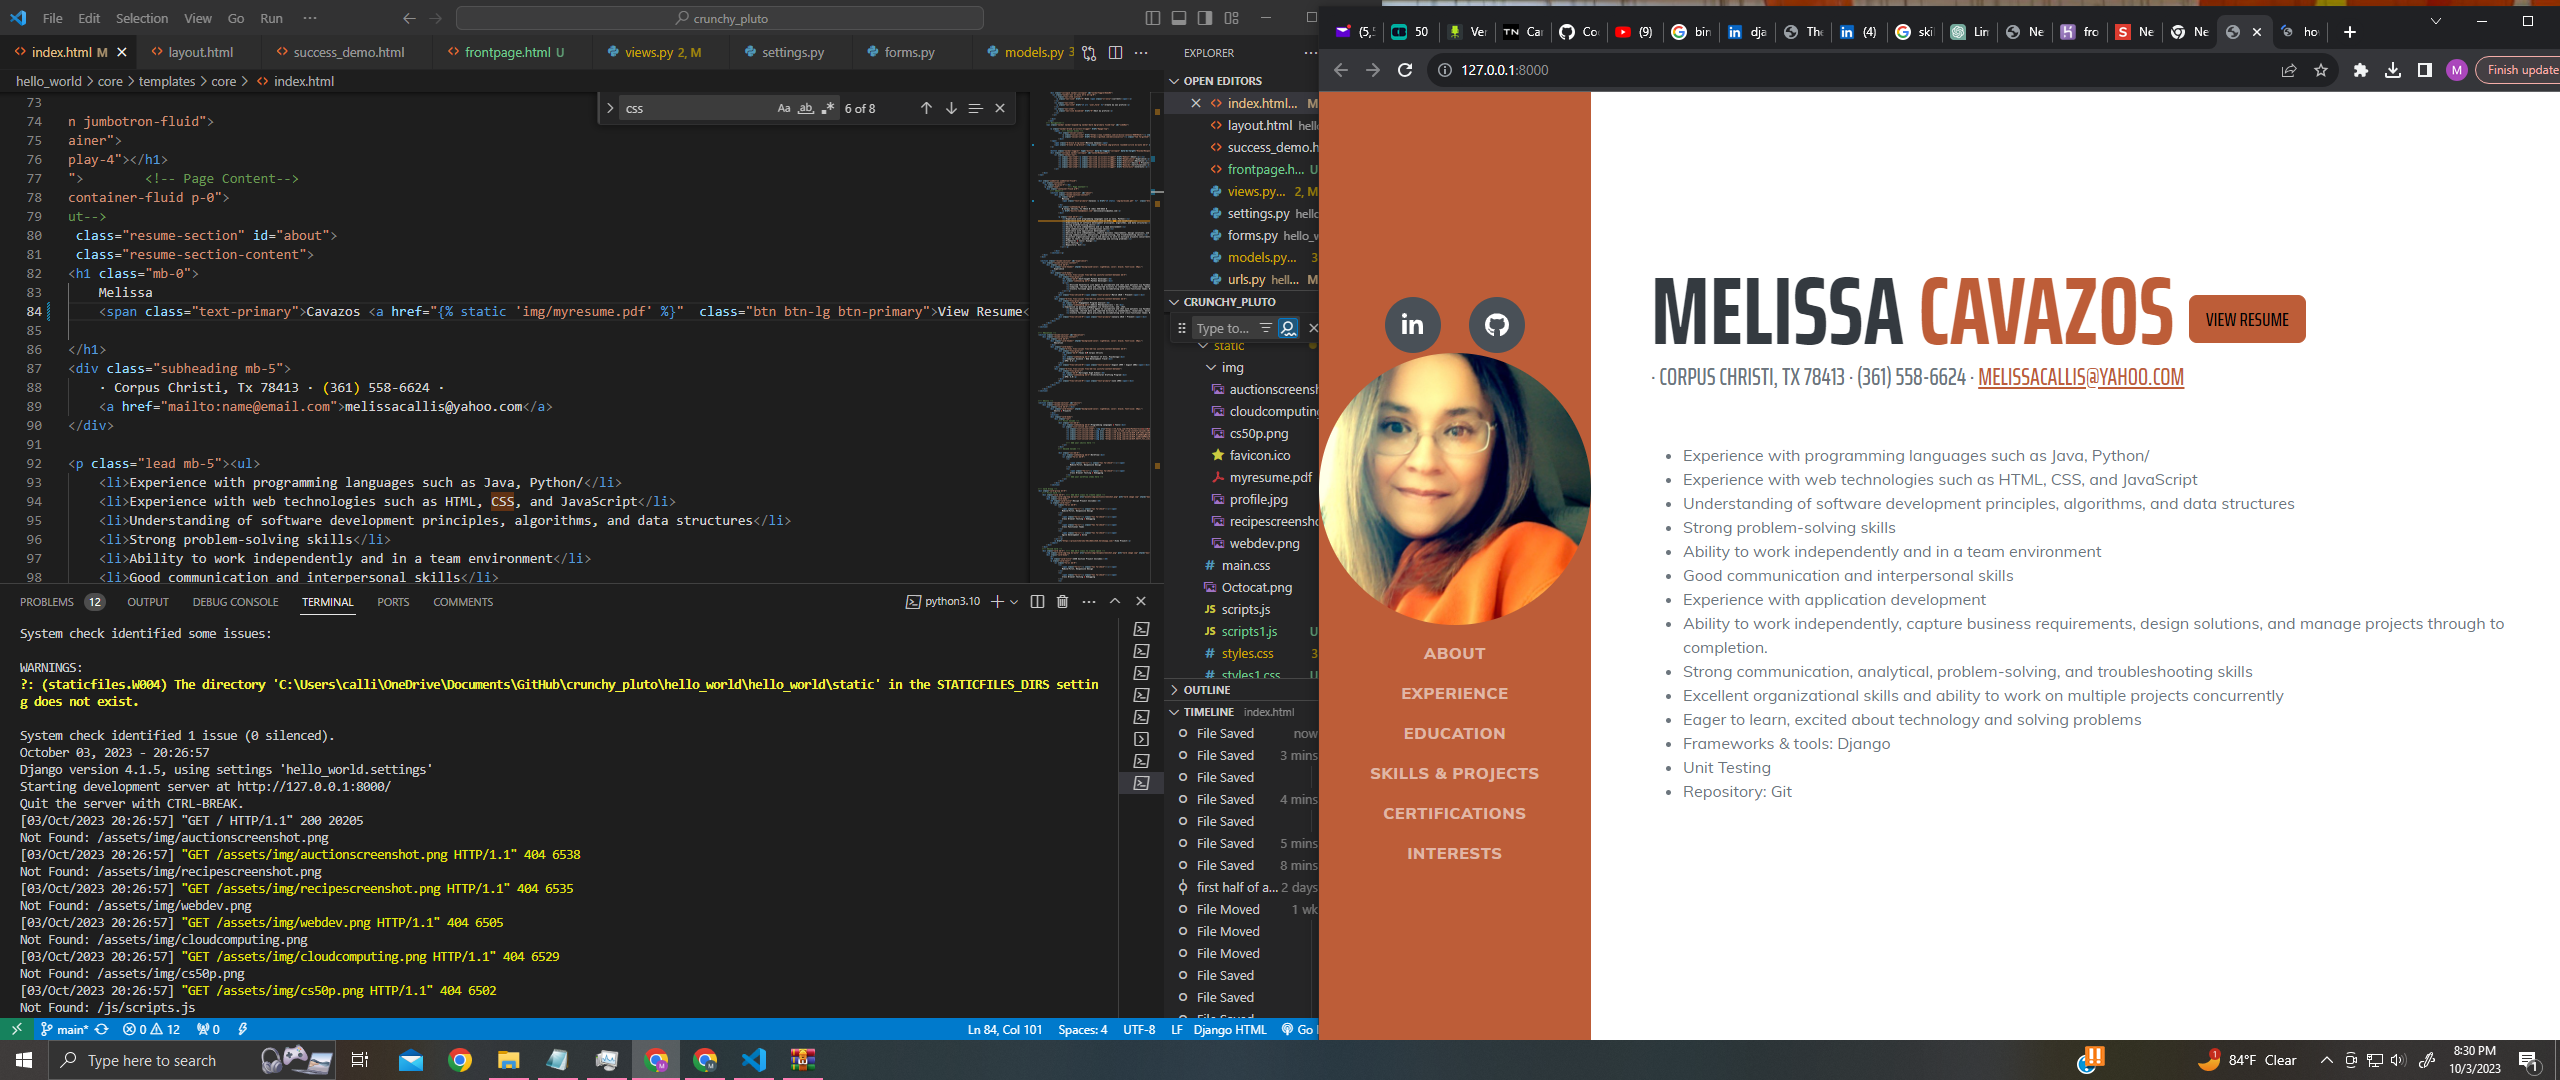 File Edit Selection View Go Run ··· crunchy_pluto
index.html M layout.html success_demo.html frontpage.html U views.py 2, M settings.py forms.py models.py 3
hello_world > core > templates > core > index.html
css Aa ab 6 of 8
73
74 n jumbotron-fluid">
75 ainer">
76 play-4"></h1>
77 "> <!-- Page Content-->
78 container-fluid p-0">
79 ut-->
80 class="resume-section" id="about">
81 class="resume-section-content">
82 <h1 class="mb-0">
83 Melissa
84 <span class="text-primary">Cavazos <a href="{% static 'img/myresume.pdf' %}"  class="btn btn-lg btn-primary">View Resume<
85
86 </h1>
87 <div class="subheading mb-5">
88 · Corpus Christi, Tx 78413 · (361) 558-6624 ·
89 <a href="mailto:name@email.com">melissacallis@yahoo.com</a>
90 </div>
91
92 <p class="lead mb-5"><ul>
93 <li>Experience with programming languages such as Java, Python/</li>
94 <li>Experience with web technologies such as HTML, CSS, and JavaScript</li>
95 <li>Understanding of software development principles, algorithms, and data structures</li>
96 <li>Strong problem-solving skills</li>
97 <li>Ability to work independently and in a team environment</li>
98 <li>Good communication and interpersonal skills</li>
PROBLEMS 12 OUTPUT DEBUG CONSOLE TERMINAL PORTS COMMENTS
python3.10
System check identified some issues:
WARNINGS:
?: (staticfiles.W004) The directory 'C:\Users\calli\OneDrive\Documents\GitHub\crunchy_pluto\hello_world\hello_world\static' in the STATICFILES_DIRS settin
g does not exist.
System check identified 1 issue (0 silenced).
October 03, 2023 - 20:26:57
Django version 4.1.5, using settings 'hello_world.settings'
Starting development server at http://127.0.0.1:8000/
Quit the server with CTRL-BREAK.
[03/Oct/2023 20:26:57] "GET / HTTP/1.1" 200 20205
Not Found: /assets/img/auctionscreenshot.png
[03/Oct/2023 20:26:57] "GET /assets/img/auctionscreenshot.png HTTP/1.1" 404 6538
Not Found: /assets/img/recipescreenshot.png
[03/Oct/2023 20:26:57] "GET /assets/img/recipescreenshot.png HTTP/1.1" 404 6535
Not Found: /assets/img/webdev.png
[03/Oct/2023 20:26:57] "GET /assets/img/webdev.png HTTP/1.1" 404 6505
Not Found: /assets/img/cloudcomputing.png
[03/Oct/2023 20:26:57] "GET /assets/img/cloudcomputing.png HTTP/1.1" 404 6529
Not Found: /assets/img/cs50p.png
[03/Oct/2023 20:26:57] "GET /assets/img/cs50p.png HTTP/1.1" 404 6502
Not Found: /js/scripts.js
EXPLORER ···
OPEN EDITORS
index.html... M
layout.html hell
success_demo.h
frontpage.h... U
views.py... 2, M
settings.py hell
forms.py hello_w
models.py... 3
urls.py hell... M
CRUNCHY_PLUTO
Type to...
static
img
auctionscreensh
cloudcomputing
cs50p.png
favicon.ico
myresume.pdf
profile.jpg
recipescreensho
webdev.png
main.css
Octocat.png
scripts.js
scripts1.js U
styles.css 3
styles1.css U
OUTLINE
TIMELINE index.html
File Saved now
File Saved 3 mins
File Saved
File Saved 4 mins
File Saved
File Saved 5 mins
File Saved 8 mins
first half of a... 2 days
File Moved 1 wk
File Moved
File Moved
File Saved
File Saved
File Saved
main* 0 12 0 Ln 84, Col 101 Spaces: 4 UTF-8 LF Django HTML Go
(5, 50 Ver TN Car Co (9) bin dja The (4) skil Lin Ne fro Ne Ne ho
127.0.0.1:8000 M Finish update
in
ABOUT
EXPERIENCE
EDUCATION
SKILLS & PROJECTS
CERTIFICATIONS
INTERESTS
MELISSA CAVAZOS VIEW RESUME
· CORPUS CHRISTI, TX 78413 · (361) 558-6624 · MELISSACALLIS@YAHOO.COM
• Experience with programming languages such as Java, Python/
• Experience with web technologies such as HTML, CSS, and JavaScript
• Understanding of software development principles, algorithms, and data structures
• Strong problem-solving skills
• Ability to work independently and in a team environment
• Good communication and interpersonal skills
• Experience with application development
• Ability to work independently, capture business requirements, design solutions, and manage projects through to
completion.
• Strong communication, analytical, problem-solving, and troubleshooting skills
• Excellent organizational skills and ability to work on multiple projects concurrently
• Eager to learn, excited about technology and solving problems
• Frameworks & tools: Django
• Unit Testing
• Repository: Git
Type here to search
84°F Clear
8:30 PM
10/3/2023